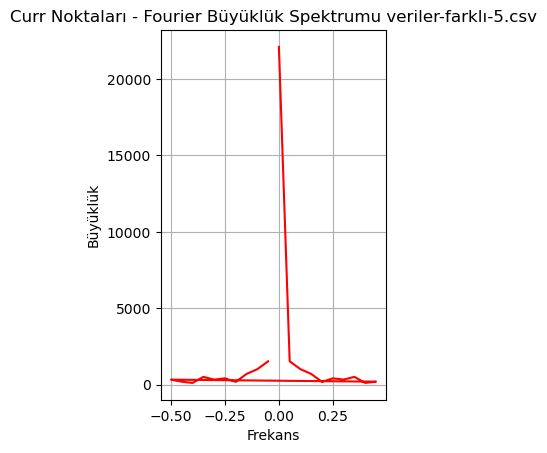 Curr Noktaları - Fourier Büyüklük Spektrumu veriler-farklı-5.csv
20000
15000
10000
5000
0
Büyüklük
−0.50 −0.25 0.00 0.25
Frekans